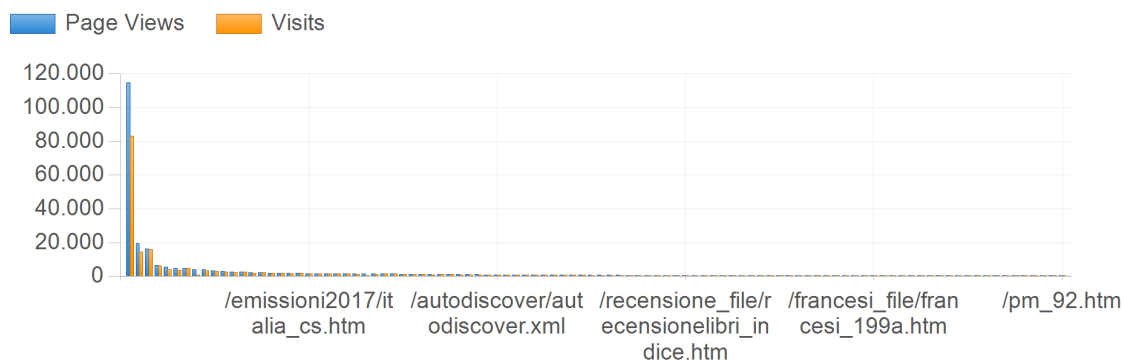 Page Views Visits
120.000
100.000
80.000
60.000
40.000
20.000
0
/emissioni2017/it
alia_cs.htm
/autodiscover/aut
odiscover.xml
/recensione_file/r
ecensionelibri_in
dice.htm
/francesi_file/fran
cesi_199a.htm
/pm_92.htm